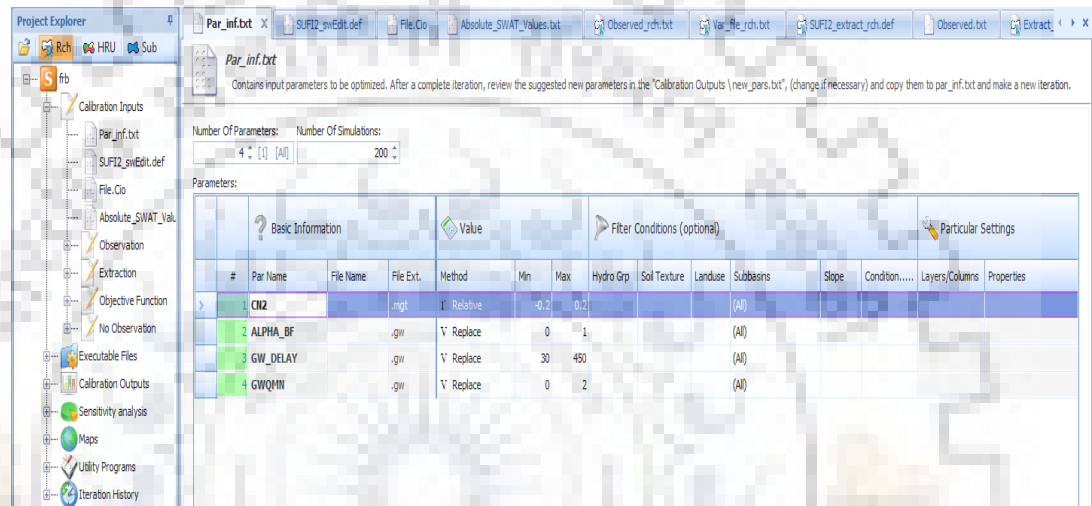 Project Explorer
Par_inf.txt X SUFI2_swEdit.def File.Cio Absolute_SWAT_Values.txt Observed_rch.txt Var_file_rch.txt SUFI2_extract_rch.def Observed.txt Extract_
Rch HRU Sub
Par_inf.txt
Contains input parameters to be optimized. After a complete iteration, review the suggested new parameters in the "Calibration Outputs \new_pars.txt", (change if necessary) and copy them to par_inf.txt and make a new iteration.
S frb
Calibration Inputs
Par_inf.txt
SUFI2_swEdit.def
File.Cio
Absolute_SWAT_Valu
Observation
Extraction
Objective Function
No Observation
Executable Files
Calibration Outputs
Sensitivity analysis
Maps
Utility Programs
Iteration History
Number Of Parameters: Number Of Simulations:
4 [1] [All] 200
Parameters:
Basic Information Value Filter Conditions (optional) Particular Settings
# Par Name File Name File Ext. Method Min Max Hydro Grp Soil Texture Landuse Subbasins Slope Condition..... Layers/Columns Properties
1 CN2 .mgt r Relative -0.2 0.2 (All)
2 ALPHA_BF .gw V Replace 0 1 (All)
3 GW_DELAY .gw V Replace 30 450 (All)
4 GWQMN .gw V Replace 0 2 (All)